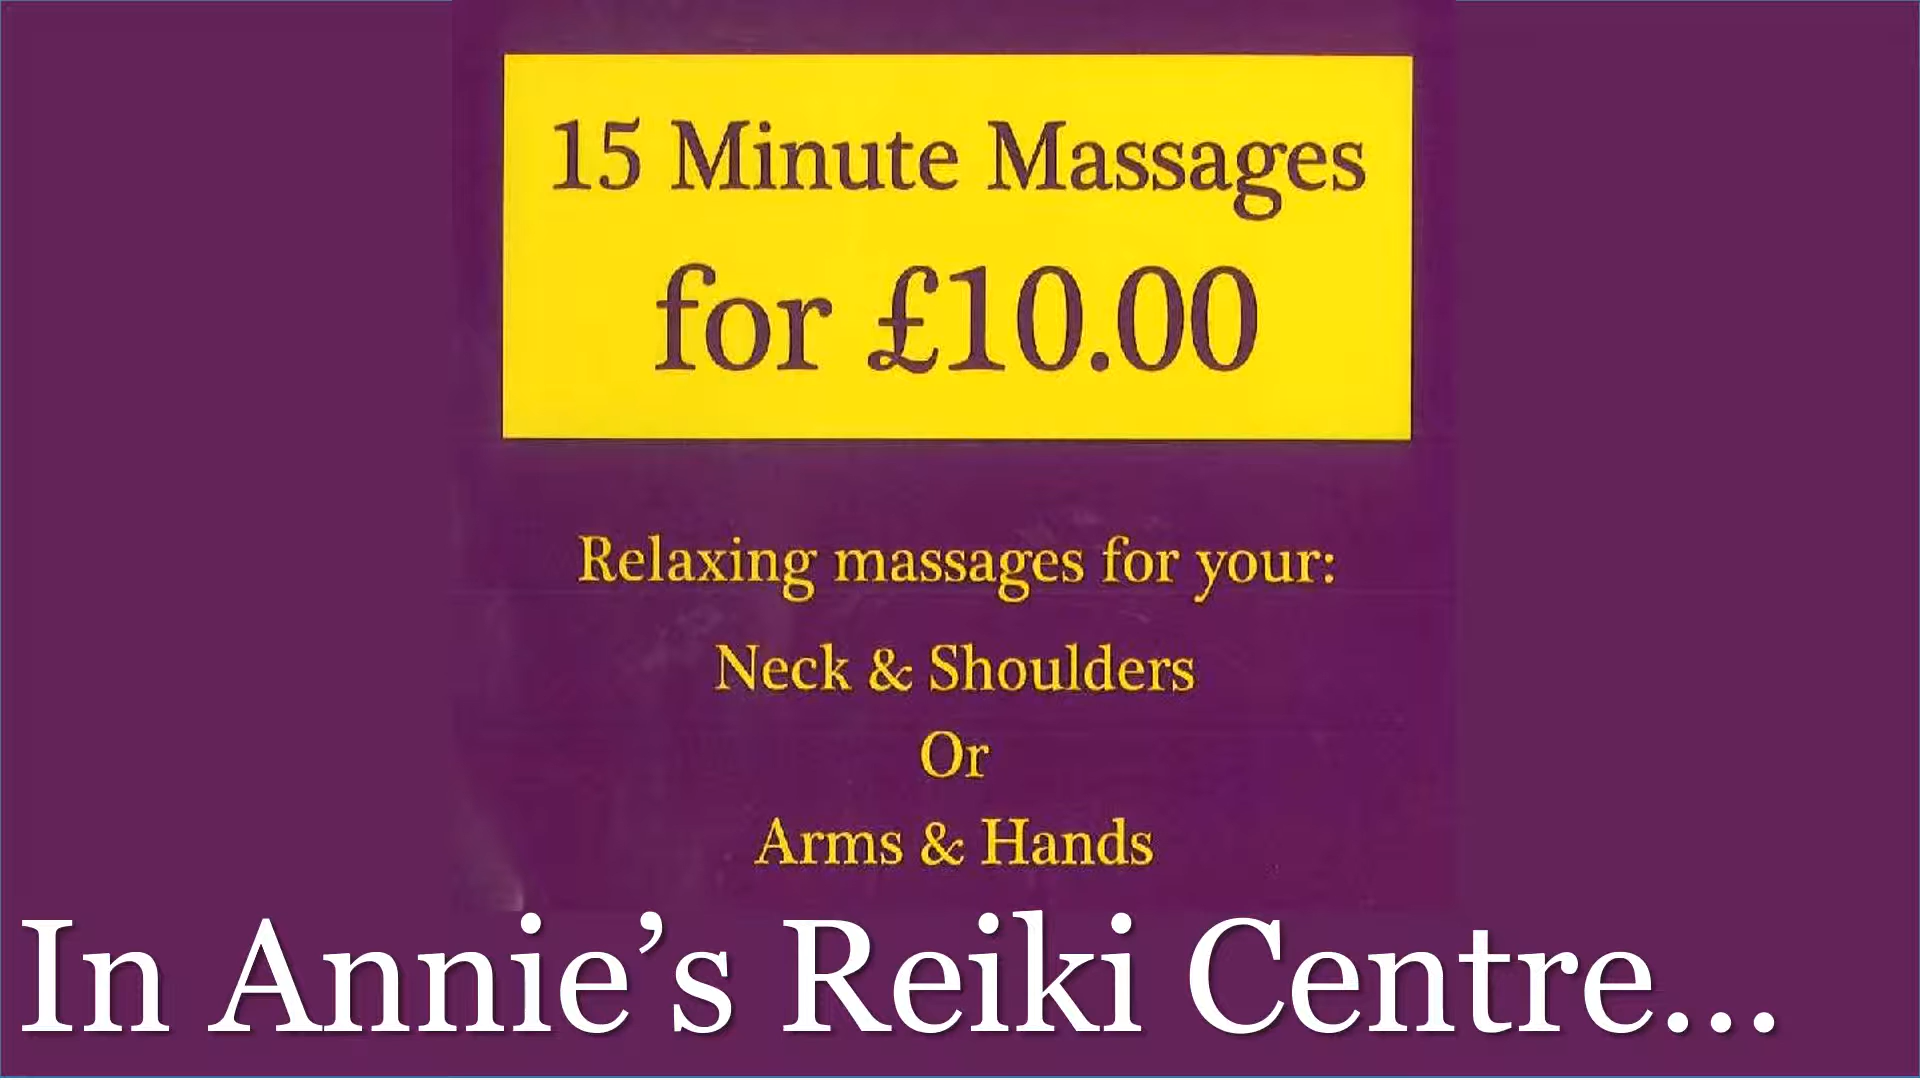 15 Minute Massages
for £10.00
Relaxing massages for your:
Neck & Shoulders
Or
Arms & Hands
In Annie’s Reiki Centre...